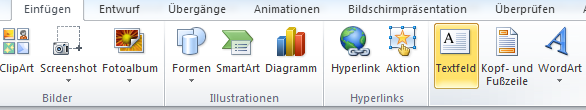 Einfügen Entwurf Übergänge Animationen Bildschirmpräsentation Überprüfen
ClipArt Screenshot Fotoalbum Formen SmartArt Diagramm Hyperlink Aktion Textfeld Kopf- und Fußzeile WordArt
Bilder Illustrationen Hyperlinks